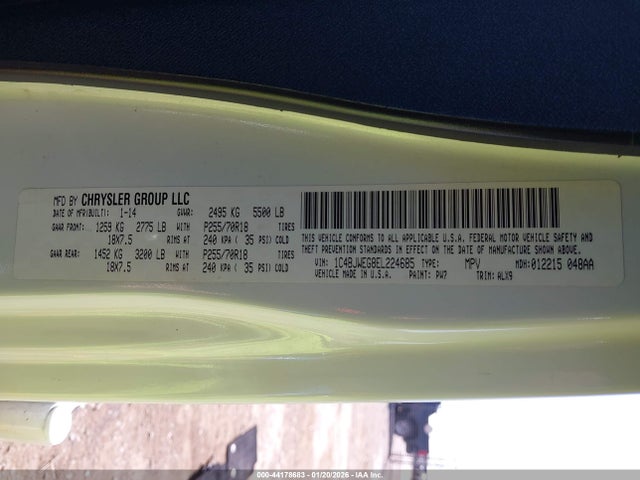 MFD BY CHRYSLER GROUP LLC
DATE OF MFR(BUILT): 1-14 GVWR: 2495 KG 5500 LB
GAWR FRONT: 1259 KG 2775 LB WITH P255/70R18 TIRES
18X7.5 RIMS AT 240 KPA ( 35 PSI) COLD
GAWR REAR: 1452 KG 3200 LB WITH P255/70R18 TIRES
18X7.5 RIMS AT 240 KPA ( 35 PSI) COLD
THIS VEHICLE CONFORMS TO ALL APPLICABLE U.S.A. FEDERAL MOTOR VEHICLE SAFETY AND
THEFT PREVENTION STANDARDS IN EFFECT ON THE DATE OF MANUFACTURE SHOWN ABOVE.
VIN: 1C4BJWEG8EL224685 TYPE: MPV MDH: 012215 048AA
VEHICLE MADE IN U.S.A. PAINT: PW7 TRIM: ALX9
000-44178683 | 01/20/2026 | IAA Inc.